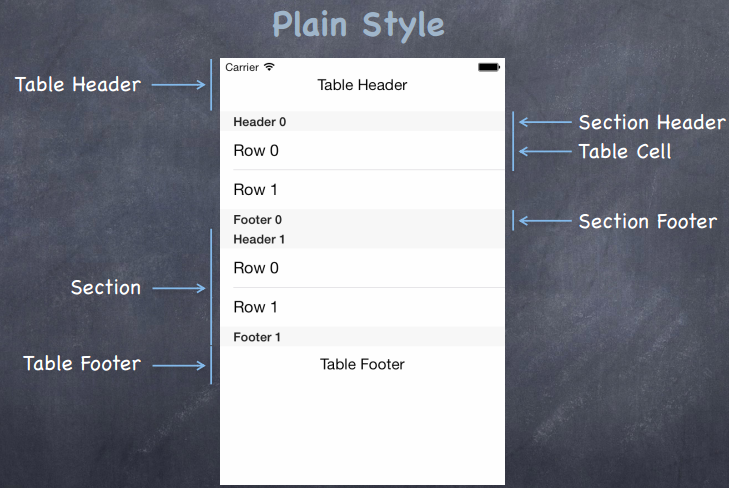 Plain Style
Carrier
Table Header
Table Header
Header 0
Section Header
Row 0
Table Cell
Row 1
Footer 0
Section Footer
Header 1
Row 0
Section
Row 1
Footer 1
Table Footer
Table Footer